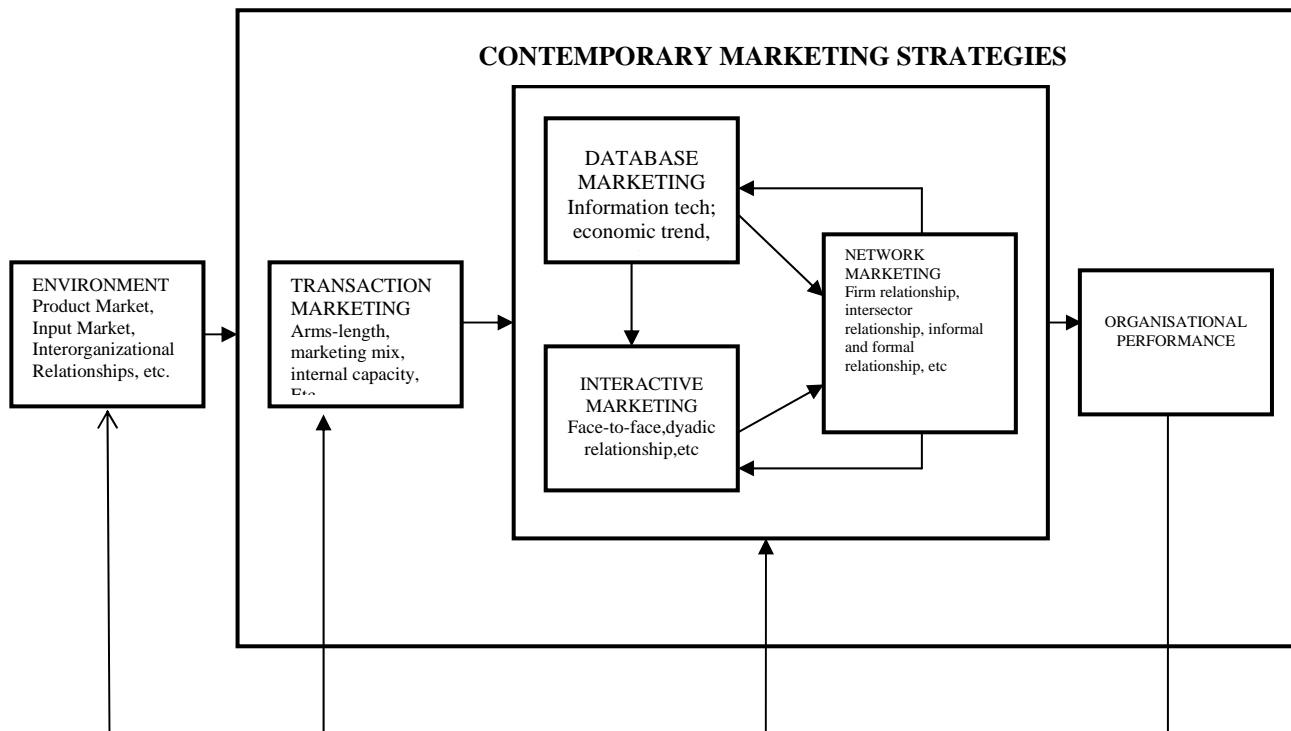 CONTEMPORARY MARKETING STRATEGIES
ENVIRONMENT
Product Market,
Input Market,
Interorganizational
Relationships, etc.
TRANSACTION
MARKETING
Arms-length,
marketing mix,
internal capacity,
Etc
DATABASE
MARKETING
Information tech;
economic trend,
INTERACTIVE
MARKETING
Face-to-face,dyadic
relationship,etc
NETWORK
MARKETING
Firm relationship,
intersector
relationship, informal
and formal
relationship, etc
ORGANISATIONAL
PERFORMANCE